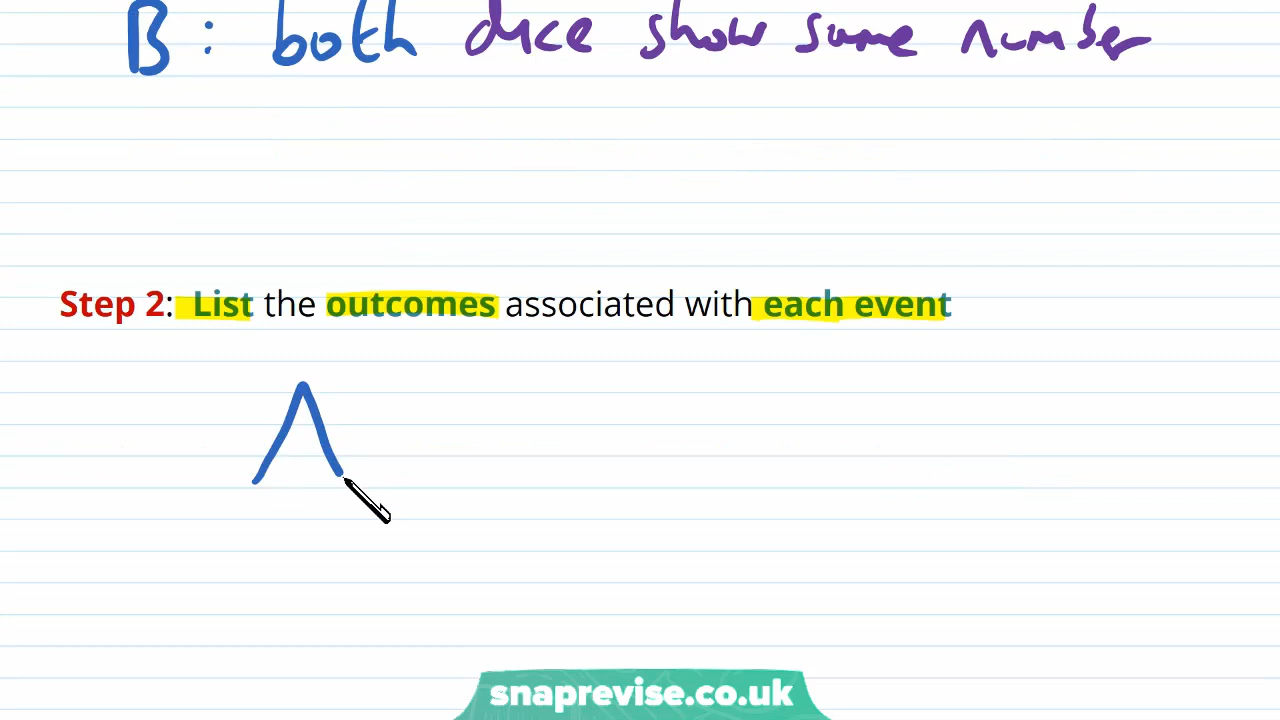 B: both dice show same number
Step 2: List the outcomes associated with each event
snaprevise.co.uk